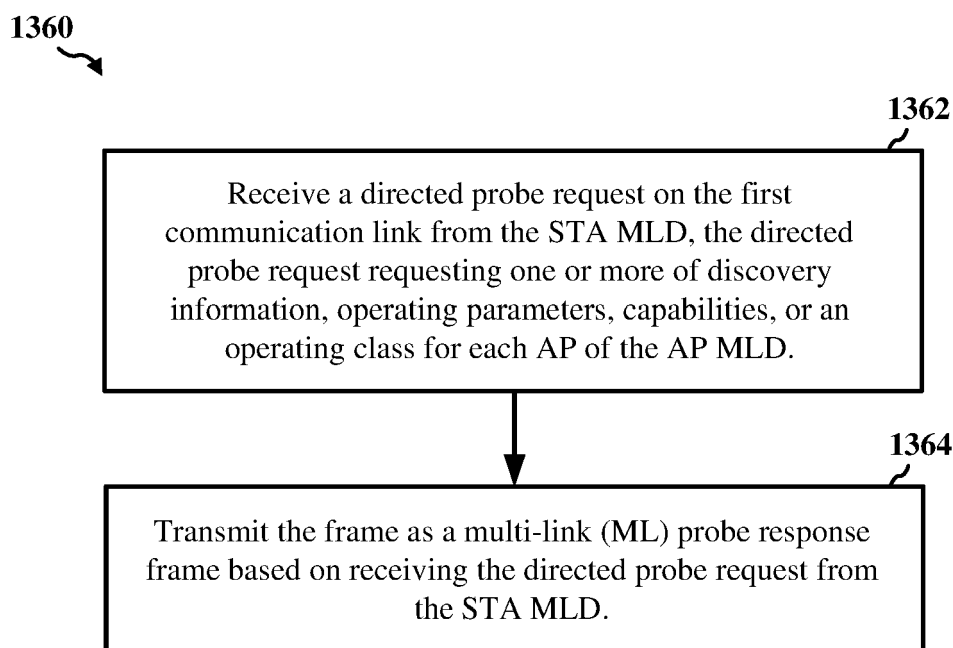 1360
1362
Receive a directed probe request on the first
communication link from the STA MLD, the directed
probe request requesting one or more of discovery
information, operating parameters, capabilities, or an
operating class for each AP of the AP MLD.
1364
Transmit the frame as a multi-link (ML) probe response
frame based on receiving the directed probe request from
the STA MLD.